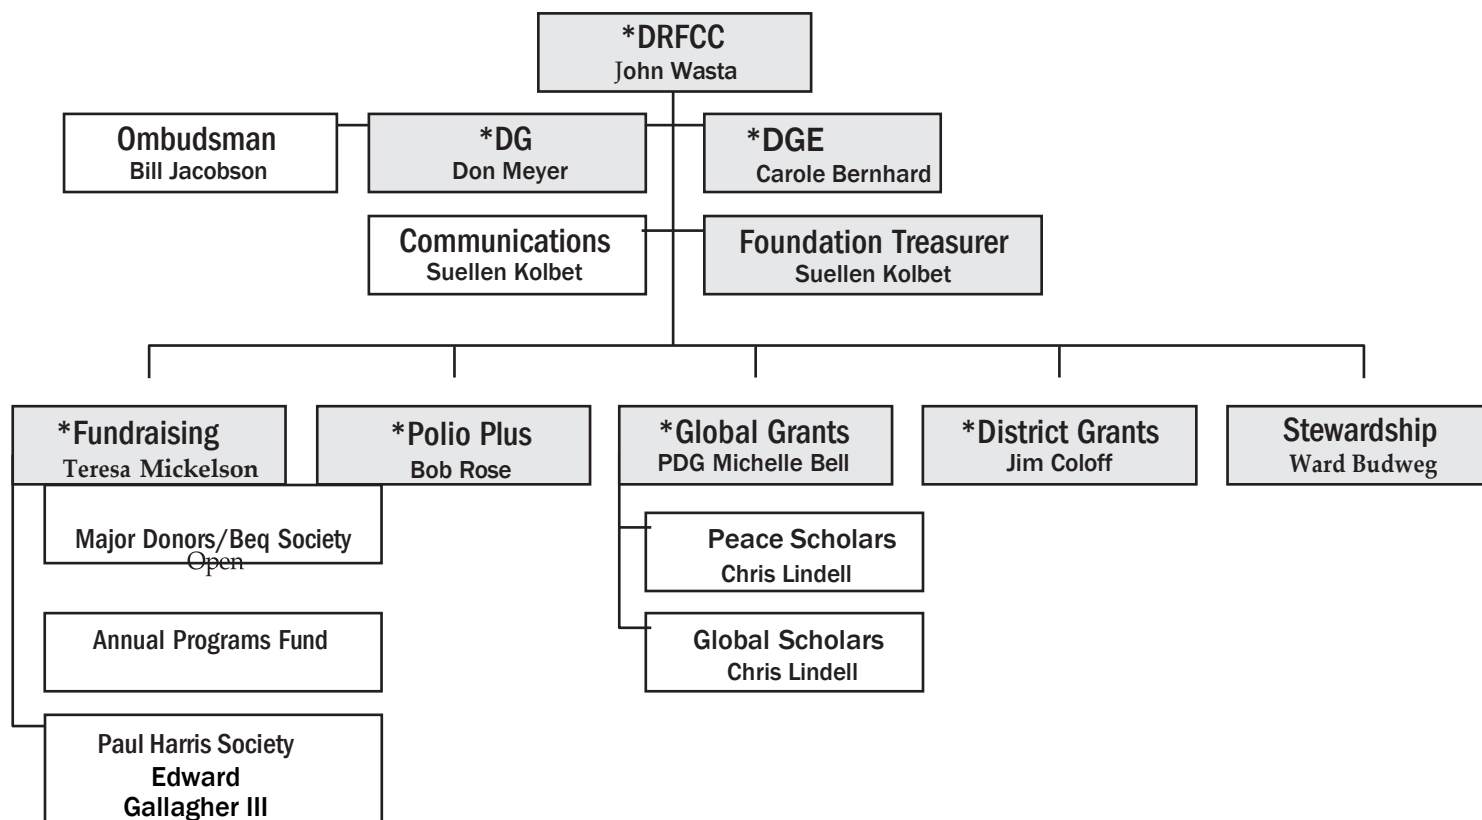 *DRFCC
John Wasta
Ombudsman
Bill Jacobson
*DG
Don Meyer
*DGE
Carole Bernhard
Communications
Suellen Kolbet
Foundation Treasurer
Suellen Kolbet
*Fundraising
Teresa Mickelson
*Polio Plus
Bob Rose
*Global Grants
PDG Michelle Bell
*District Grants
Jim Coloff
Stewardship
Ward Budweg
Major Donors/Beq Society
Open
Annual Programs Fund
Paul Harris Society
Edward
Gallagher III
Peace Scholars
Chris Lindell
Global Scholars
Chris Lindell